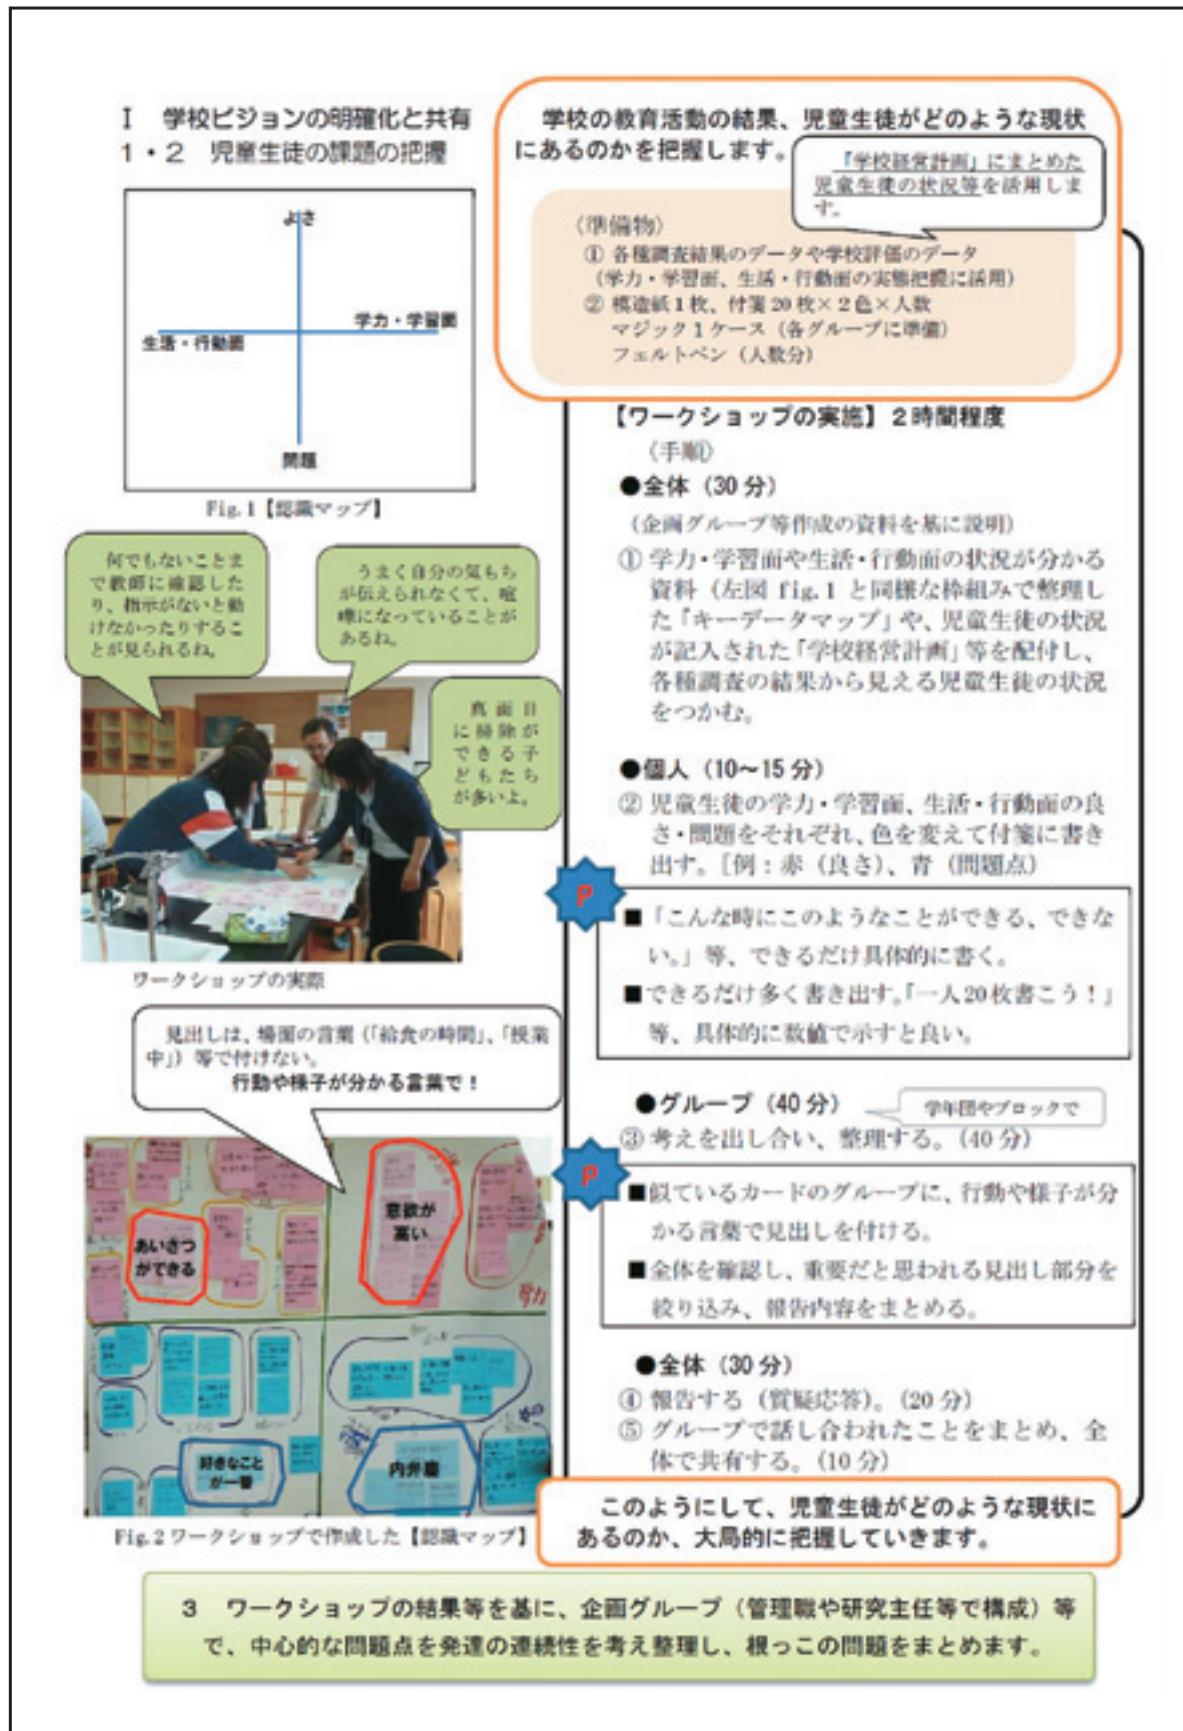 Ⅰ 学校ビジョンの明確化と共有
1・2 児童生徒の課題の把握
よさ
学力・学習面
生活・行動面
問題
Fig.1【認識マップ】
何でもないことま
で教師に確認した
り、指示がないと動
けなかったりするこ
とが見られるね。
うまく自分の気もち
が伝えられなくて、喧
嘩になっていることが
あるね。
真面目
に掃除が
できる子
どもたち
が多いよ。
ワークショップの実際
見出しは、場面の言葉（「給食の時間」、「授業
中」）等で付けない。
行動や様子が分かる言葉で！
あいさつ
ができる
意欲が
高い
好きなこと
が一番
内弁慶
Fig.2 ワークショップで作成した【認識マップ】
学校の教育活動の結果、児童生徒がどのような現状
にあるのかを把握します。
『学校経営計画』にまとめた
児童生徒の状況等を活用しま
す。
（準備物）
① 各種調査結果のデータや学校評価のデータ
（学力・学習面、生活・行動面の実態把握に活用）
② 模造紙1枚、付箋20枚×2色×人数
マジック1ケース（各グループに準備）
フェルトペン（人数分）
【ワークショップの実施】2時間程度
（手順）
●全体（30分）
（企画グループ等作成の資料を基に説明）
① 学力・学習面や生活・行動面の状況が分かる
資料（左図 fig.1 と同様な枠組みで整理し
た「キーデータマップ」や、児童生徒の状況
が記入された「学校経営計画」等を配付し、
各種調査の結果から見える児童生徒の状況
をつかむ。
●個人（10～15分）
② 児童生徒の学力・学習面、生活・行動面の良
さ・問題をそれぞれ、色を変えて付箋に書き
出す。［例：赤（良さ）、青（問題点）
P
■「こんな時にこのようなことができる、できな
い。」等、できるだけ具体的に書く。
■できるだけ多く書き出す。「一人20枚書こう！」
等、具体的に数値で示すと良い。
●グループ（40分）
学年団やブロックで
③ 考えを出し合い、整理する。（40分）
P
■似ているカードのグループに、行動や様子が分
かる言葉で見出しを付ける。
■全体を確認し、重要だと思われる見出し部分を
絞り込み、報告内容をまとめる。
●全体（30分）
④ 報告する（質疑応答）。（20分）
⑤ グループで話し合われたことをまとめ、全
体で共有する。（10分）
このようにして、児童生徒がどのような現状に
あるのか、大局的に把握していきます。
3 ワークショップの結果等を基に、企画グループ（管理職や研究主任等で構成）等
で、中心的な問題点を発達の連続性を考え整理し、根っこの問題をまとめます。